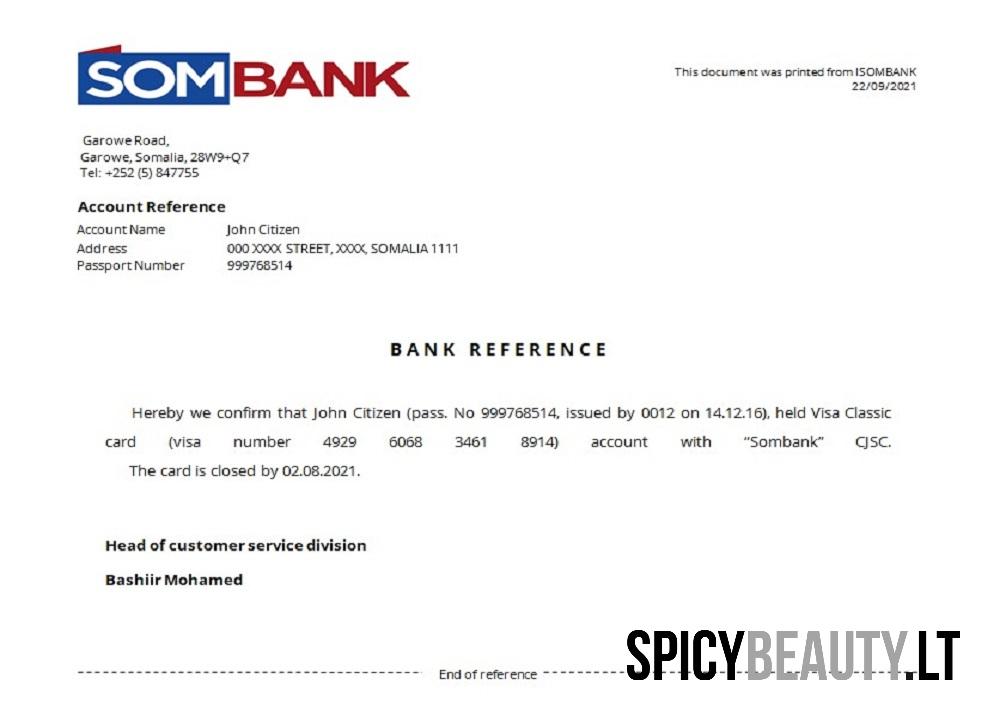 SOMBANK
This document was printed from ISOMBANK
22/09/2021
Garowe Road,
Garowe, Somalia, 28W9+Q7
Tel: +252 (5) 847755
Account Reference
Account Name John Citizen
Address 000 XXXX STREET, XXXX, SOMALIA 1111
Passport Number 999768514
BANK REFERENCE
Hereby we confirm that John Citizen (pass. No 999768514, issued by 0012 on 14.12.16), held Visa Classic
card (visa number 4929 6068 3461 8914) account with “Sombank” CJSC.
The card is closed by 02.08.2021.
Head of customer service division
Bashiir Mohamed
End of reference
SPICYBEAUTY.LT